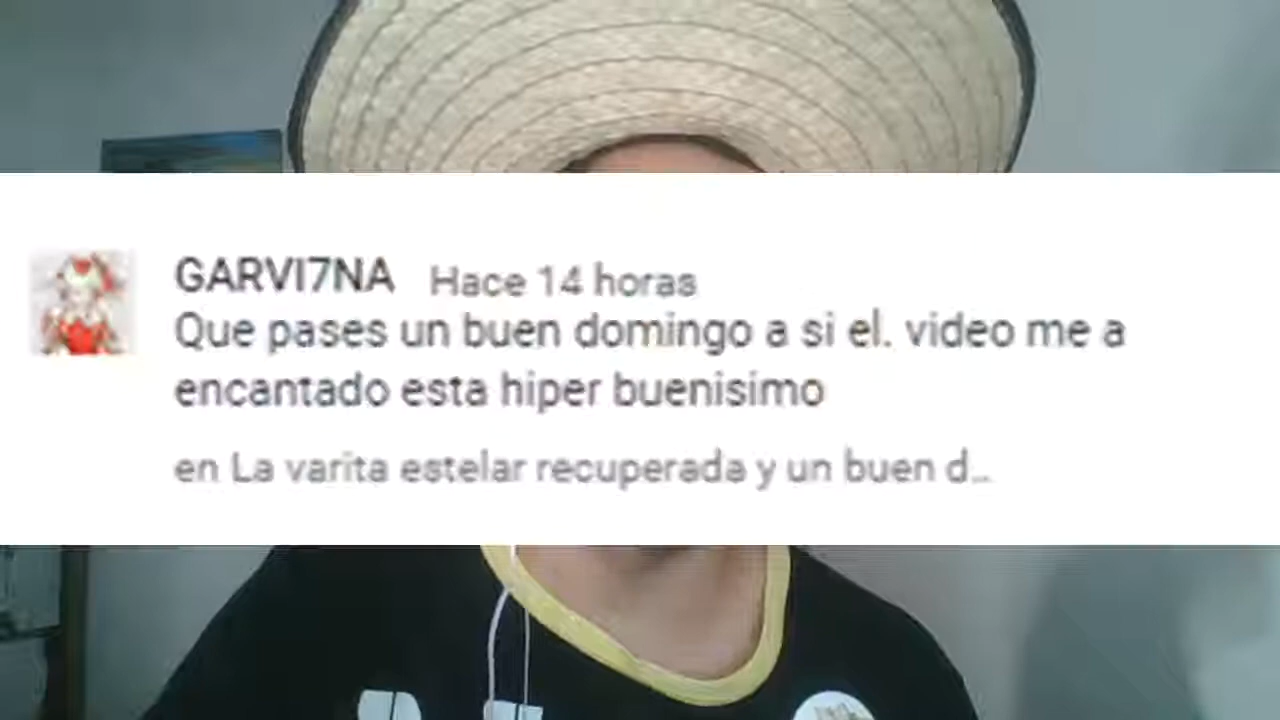 GARVI7NA Hace 14 horas
Que pases un buen domingo a si el. video me a
encantado esta hiper buenisimo
en La varita estelar recuperada y un buen d...